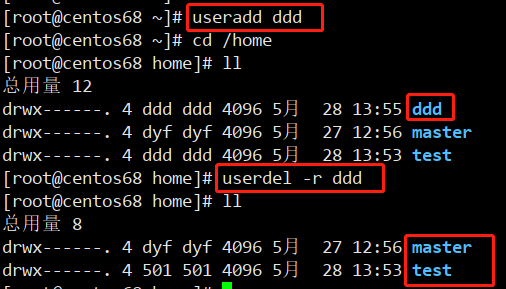 [root@centos68 ~]# useradd ddd
[root@centos68 ~]# cd /home
[root@centos68 home]# ll
总用量 12
drwx------. 4 ddd ddd 4096 5月  28 13:55 ddd
drwx------. 4 dyf dyf 4096 5月  27 12:56 master
drwx------. 4 ddd ddd 4096 5月  28 13:53 test
[root@centos68 home]# userdel -r ddd
[root@centos68 home]# ll
总用量 8
drwx------. 4 dyf dyf 4096 5月  27 12:56 master
drwx------. 4 501 501 4096 5月  28 13:53 test
[root@centos68 home]#